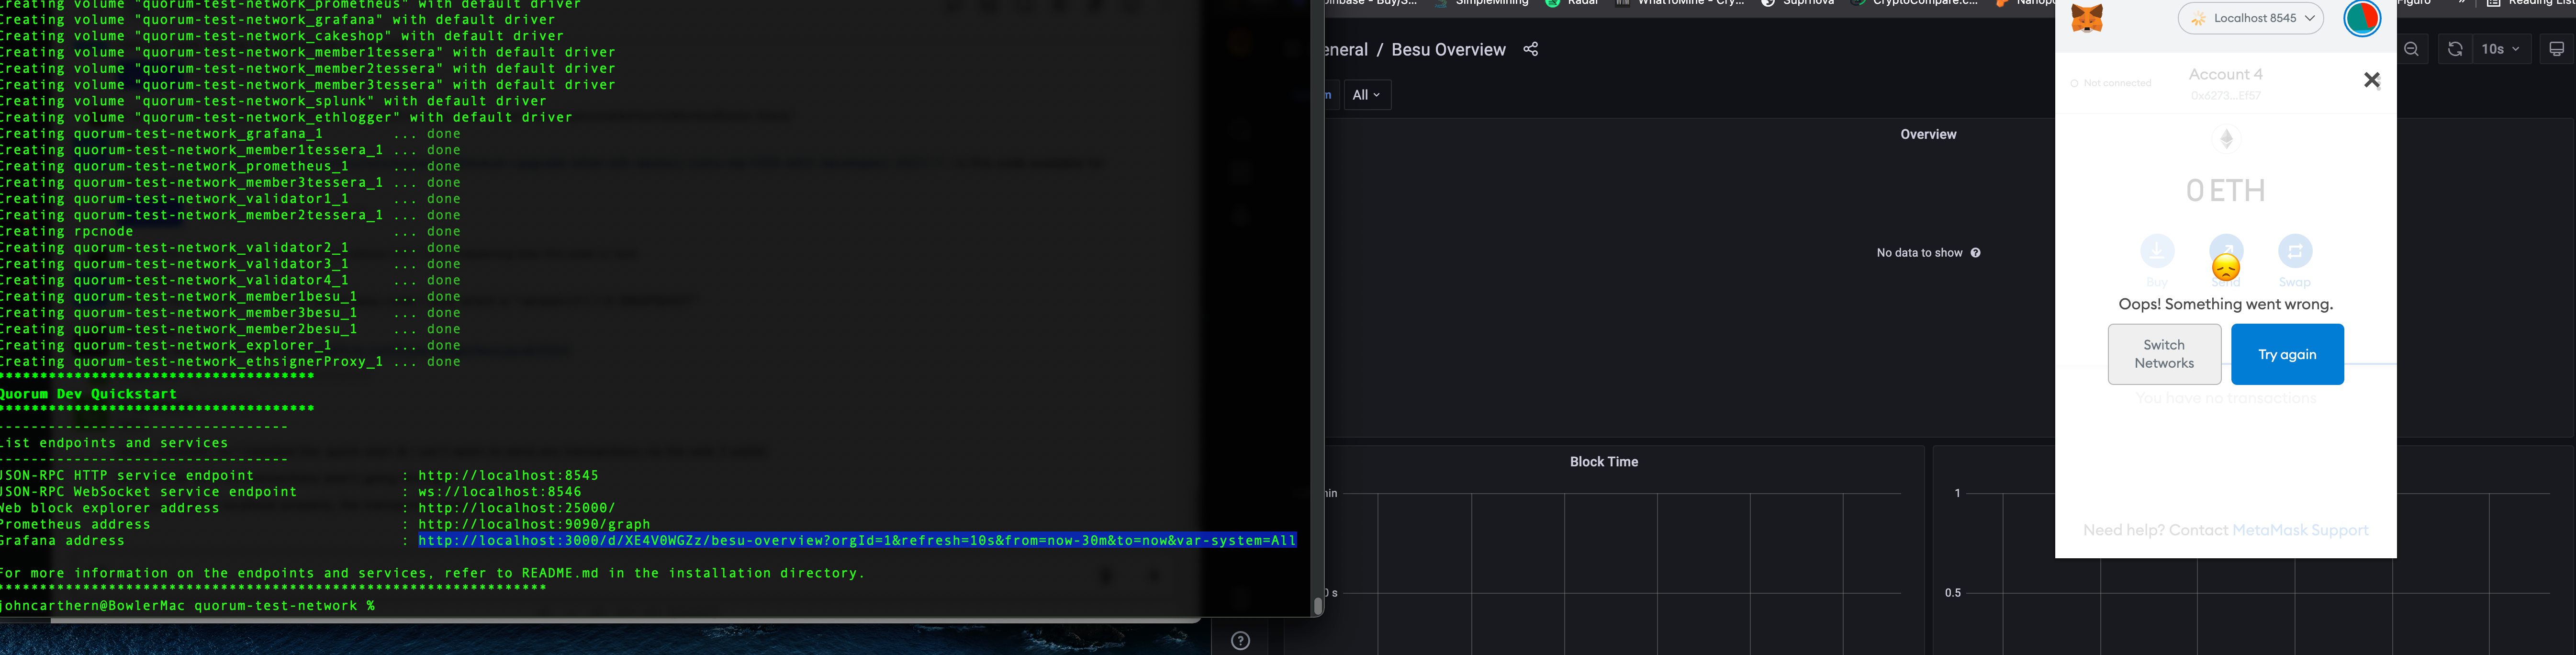 Creating volume "quorum-test-network_prometheus" with default driver
Creating volume "quorum-test-network_grafana" with default driver
Creating volume "quorum-test-network_cakeshop" with default driver
Creating volume "quorum-test-network_member1tessera" with default driver
Creating volume "quorum-test-network_member2tessera" with default driver
Creating volume "quorum-test-network_member3tessera" with default driver
Creating volume "quorum-test-network_splunk" with default driver
Creating volume "quorum-test-network_ethlogger" with default driver
Creating quorum-test-network_grafana_1 ... done
Creating quorum-test-network_member1tessera_1 ... done
Creating quorum-test-network_prometheus_1 ... done
Creating quorum-test-network_member3tessera_1 ... done
Creating quorum-test-network_validator1_1 ... done
Creating quorum-test-network_member2tessera_1 ... done
Creating rpcnode ... done
Creating quorum-test-network_validator2_1 ... done
Creating quorum-test-network_validator3_1 ... done
Creating quorum-test-network_validator4_1 ... done
Creating quorum-test-network_member1besu_1 ... done
Creating quorum-test-network_member3besu_1 ... done
Creating quorum-test-network_member2besu_1 ... done
Creating quorum-test-network_explorer_1 ... done
Creating quorum-test-network_ethsignerProxy_1 ... done
*************************************
Quorum Dev Quickstart
*************************************
----------------------------------
List endpoints and services
----------------------------------
JSON-RPC HTTP service endpoint : http://localhost:8545
JSON-RPC WebSocket service endpoint : ws://localhost:8546
Web block explorer address : http://localhost:25000/
Prometheus address : http://localhost:9090/graph
Grafana address : http://localhost:3000/d/XE4V0WGZz/besu-overview?orgId=1&refresh=10s&from=now-30m&to=now&var-system=All
For more information on the endpoints and services, refer to README.md in the installation directory.
****************************************************************
johncarthern@BowlerMac quorum-test-network %
inbase - Buy/S... SimpleMining Radar WhatToMine - Cry... Suprnova CryptoCompare.c... Nanopo Figuro » Reading List
eneral / Besu Overview
10s
m All
Overview
No data to show
Block Time
min
0 s
1
0.5
Localhost 8545
Not connected
Account 4
0x6273...Ef57
0 ETH
Buy Send Swap
Oops! Something went wrong.
Switch Networks
Try again
You have no transactions
Need help? Contact MetaMask Support